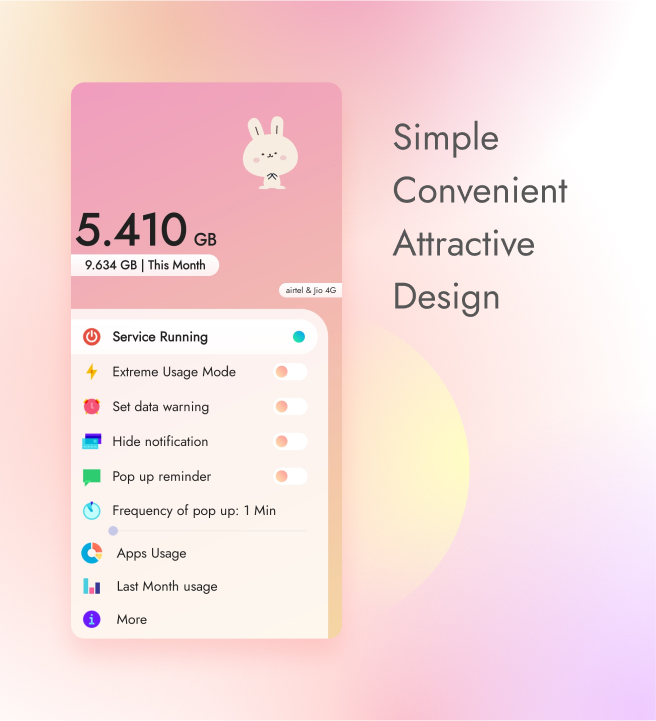 Simple
Convenient
Attractive
Design
5.410 GB
9.634 GB | This Month
airtel & Jio 4G
Service Running
Extreme Usage Mode
Set data warning
Hide notification
Pop up reminder
Frequency of pop up: 1 Min
Apps Usage
Last Month usage
More